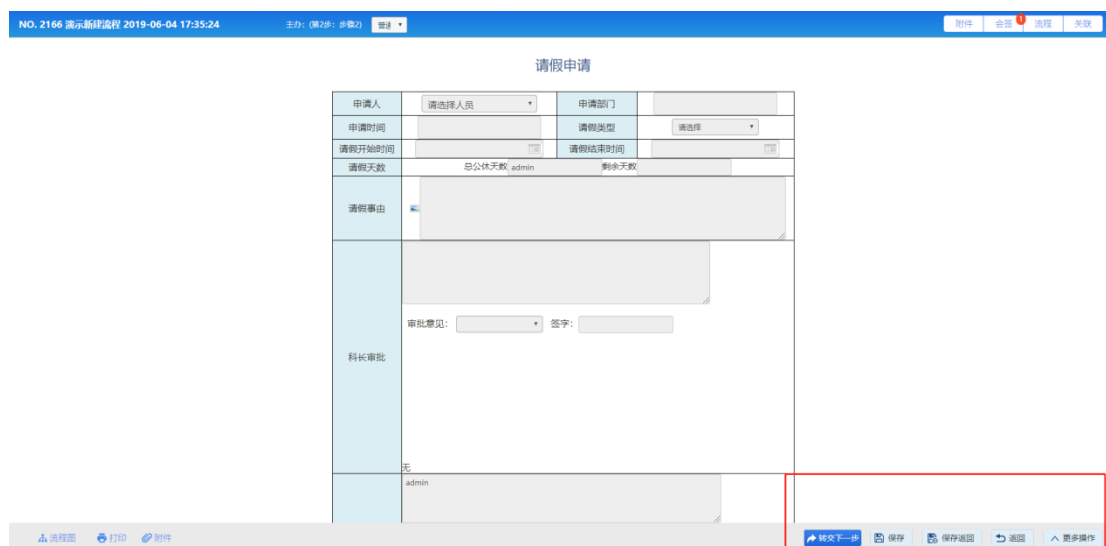 NO. 2166 演示新建流程 2019-06-04 17:35:24 主办: (第2步: 步骤2) 普通 附件 会签 1 流程 关联
请假申请
申请人 请选择人员 申请部门
申请时间 请假类型 请选择
请假开始时间 请假结束时间
请假天数 总公休天数 admin 剩余天数
请假事由
审批意见: 签字:
科长审批
无
admin
流程图 打印 附件 转交下一步 保存 保存返回 返回 更多操作